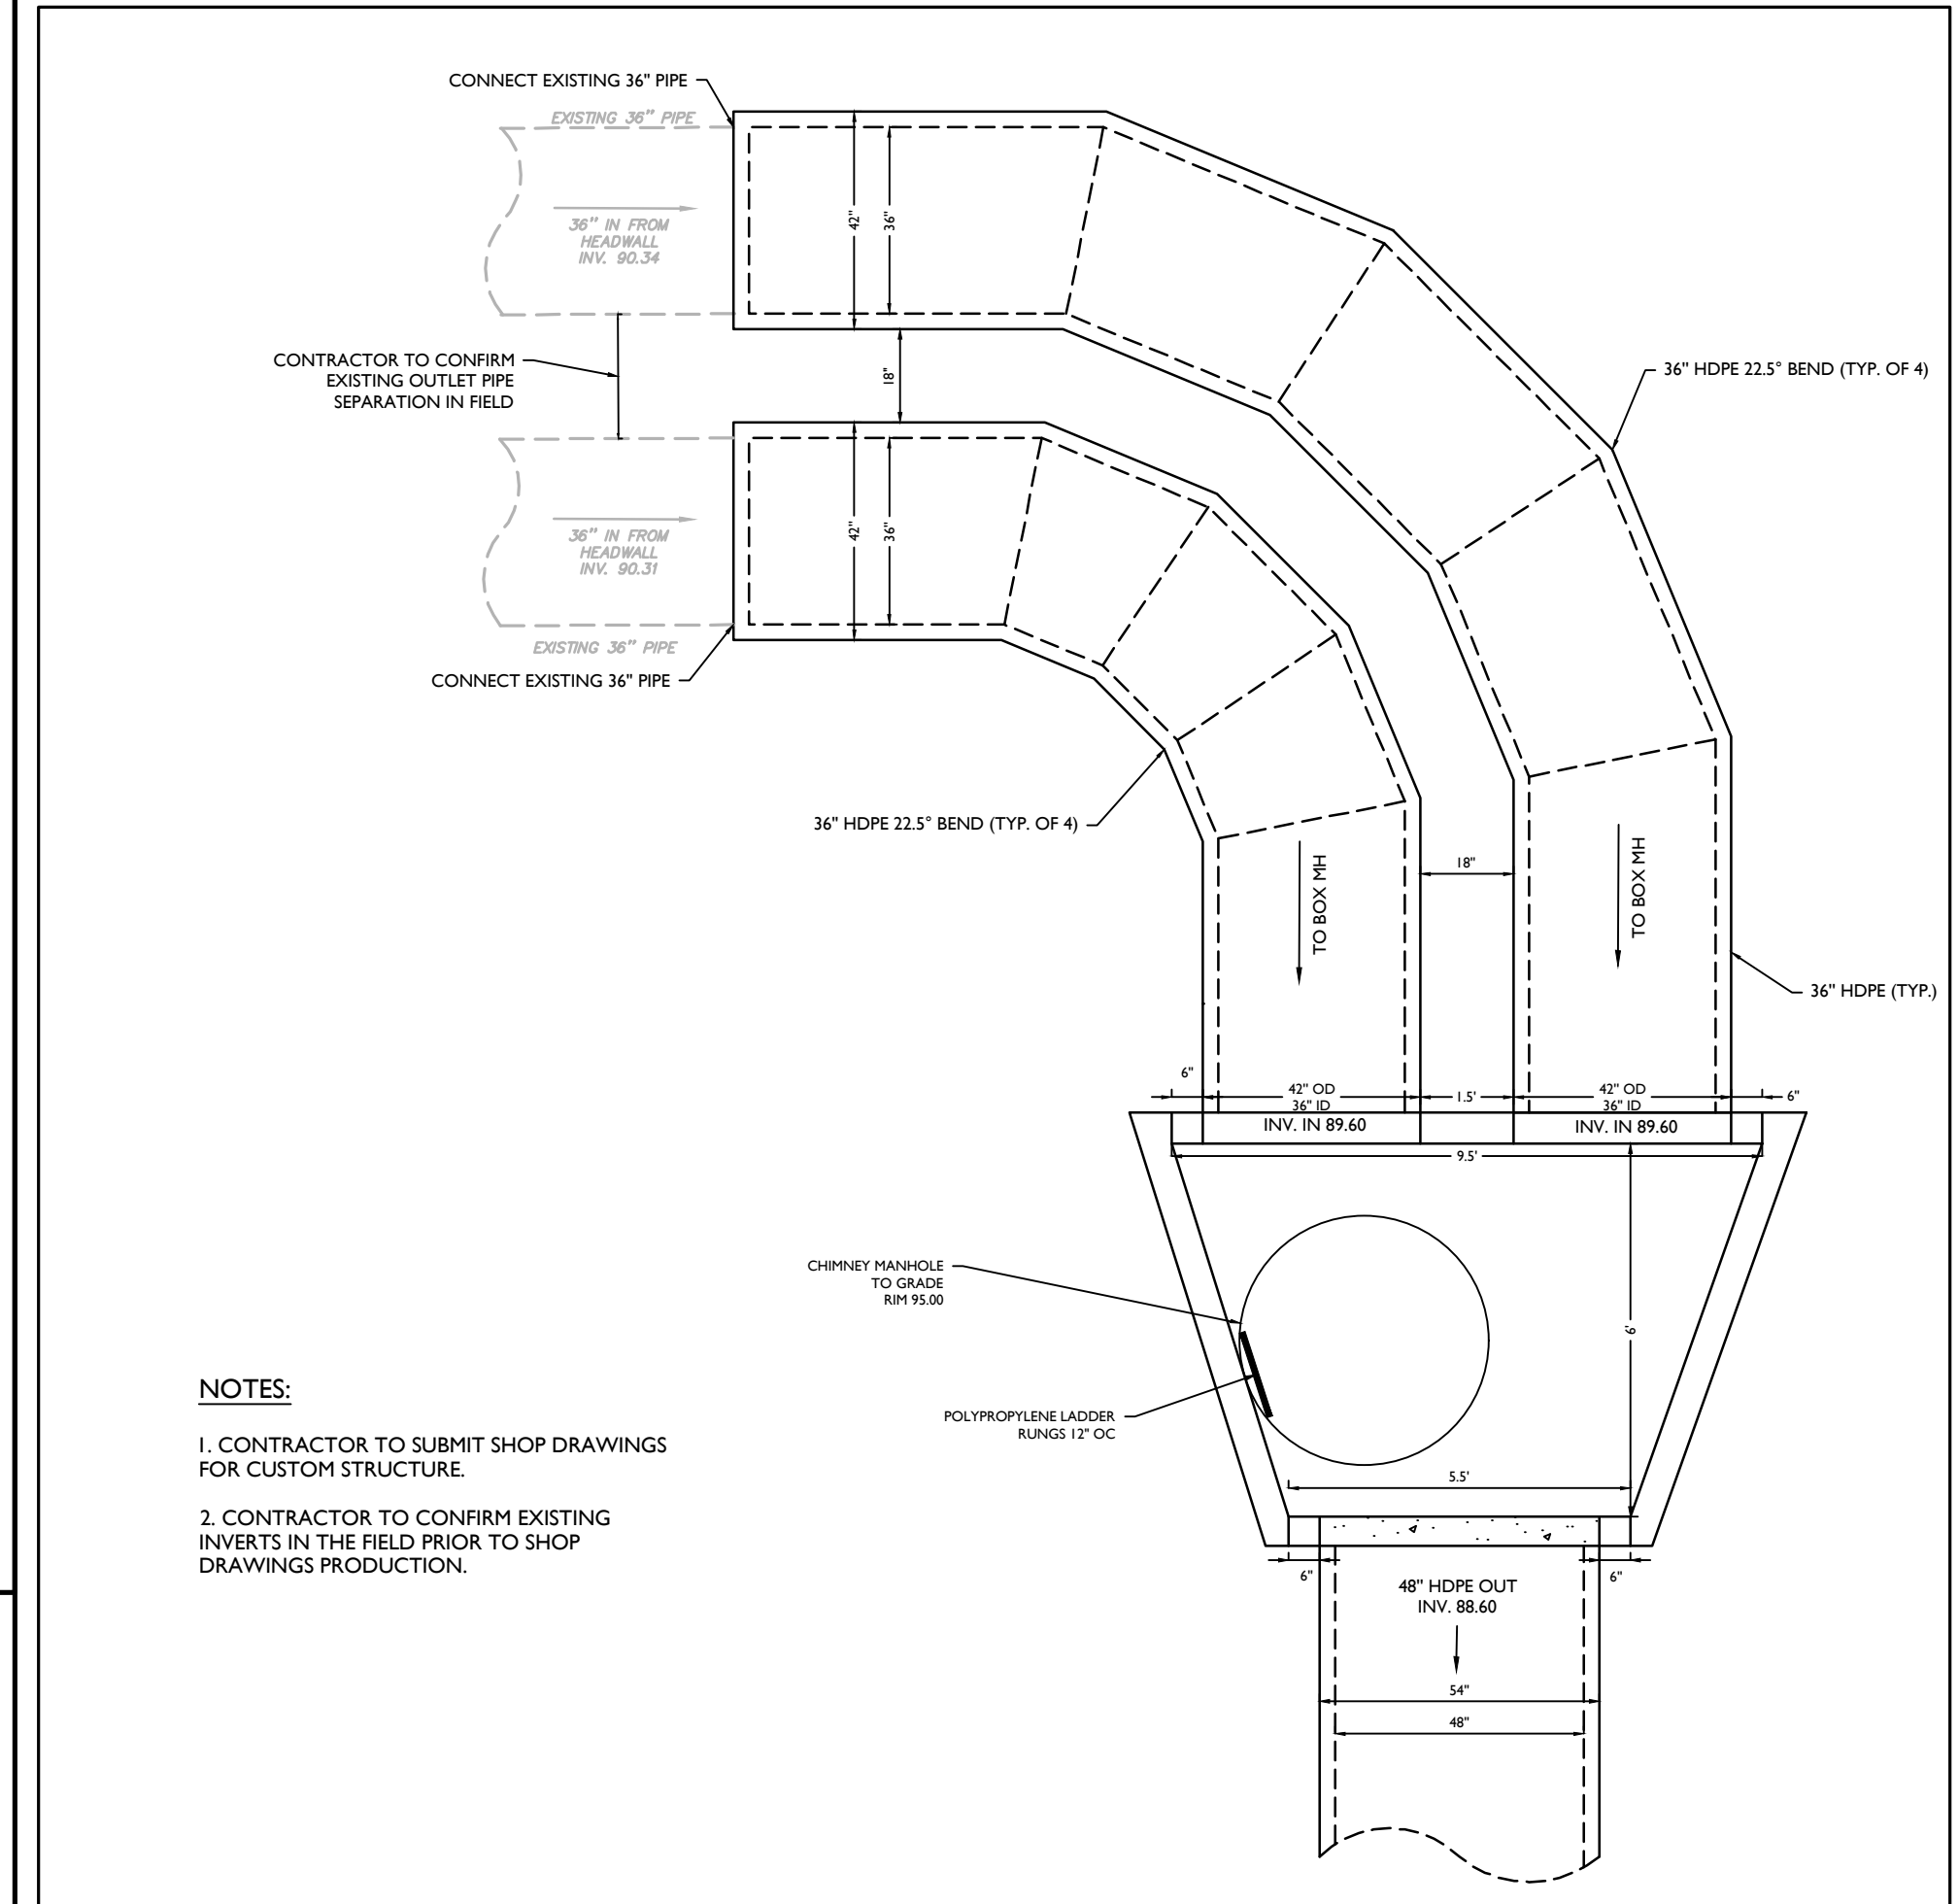 CONNECT EXISTING 36" PIPE
EXISTING 36" PIPE
36" IN FROM
HEADWALL
INV. 90.34
42"
36"
CONTRACTOR TO CONFIRM
EXISTING OUTLET PIPE
SEPARATION IN FIELD
18"
36" HDPE 22.5° BEND (TYP. OF 4)
36" IN FROM
HEADWALL
INV. 90.31
42"
36"
EXISTING 36" PIPE
CONNECT EXISTING 36" PIPE
36" HDPE 22.5° BEND (TYP. OF 4)
18"
TO BOX MH
TO BOX MH
36" HDPE (TYP.)
6"
42" OD
36" ID
1.5'
42" OD
36" ID
6"
INV. IN 89.60
INV. IN 89.60
9.5'
CHIMNEY MANHOLE
TO GRADE
RIM 95.00
6'
POLYPROPYLENE LADDER
RUNGS 12" OC
5.5'
6"
6"
48" HDPE OUT
INV. 88.60
54"
48"
NOTES:
1. CONTRACTOR TO SUBMIT SHOP DRAWINGS
FOR CUSTOM STRUCTURE.
2. CONTRACTOR TO CONFIRM EXISTING
INVERTS IN THE FIELD PRIOR TO SHOP
DRAWINGS PRODUCTION.